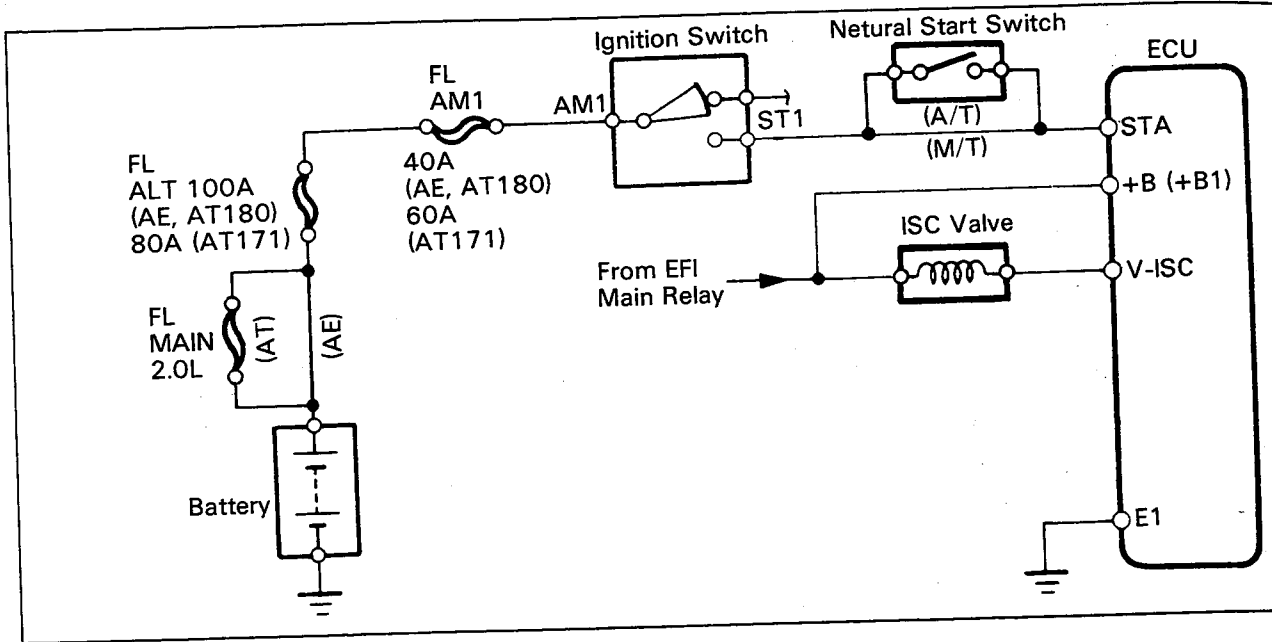 Ignition Switch
Netural Start Switch
ECU
FL
AM1
AM1
ST1
(A/T)
(M/T)
STA
FL
ALT 100A
(AE, AT180)
80A (AT171)
40A
(AE, AT180)
60A
(AT171)
+B (+B1)
ISC Valve
From EFI
Main Relay
V-ISC
FL
MAIN
2.0L
(AT)
(AE)
Battery
E1